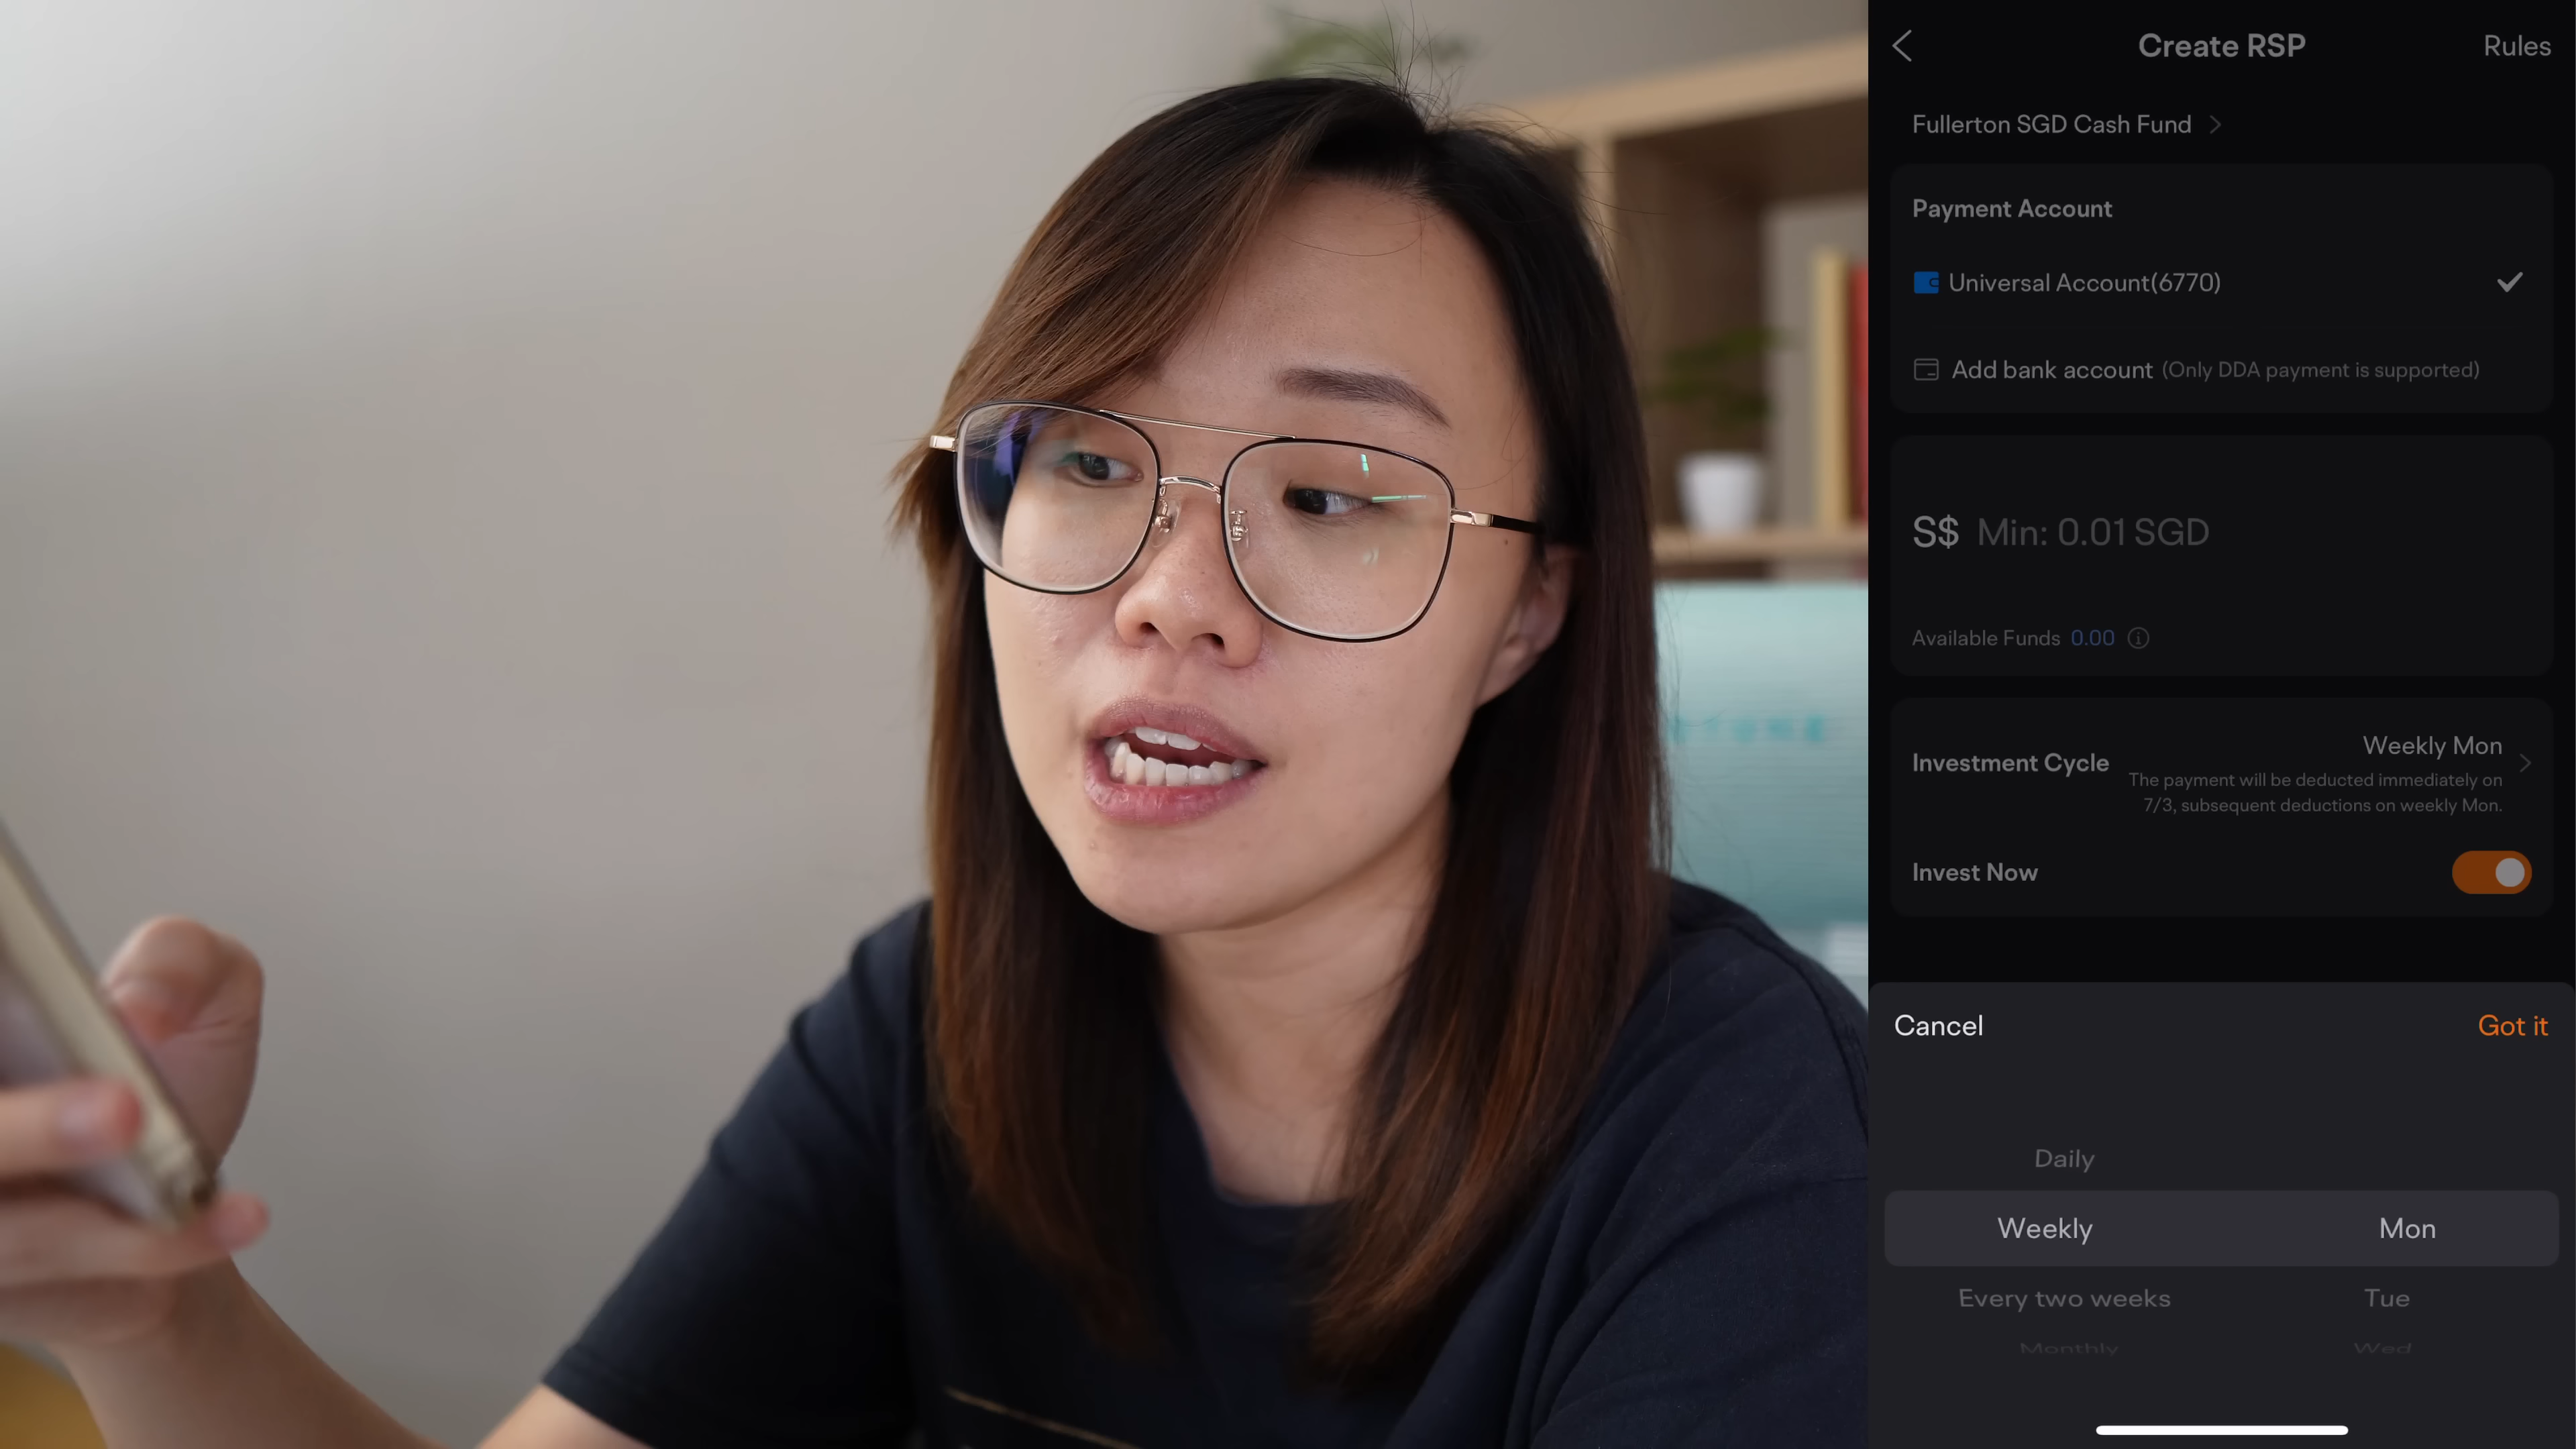 Create RSP
Rules
Fullerton SGD Cash Fund
Payment Account
Universal Account(6770)
Add bank account (Only DDA payment is supported)
S$ Min: 0.01 SGD
Available Funds 0.00
Investment Cycle
Weekly Mon
The payment will be deducted immediately on
7/3, subsequent deductions on weekly Mon.
Invest Now
Cancel
Got it
Daily
Weekly Mon
Every two weeks Tue
Monthly Wed